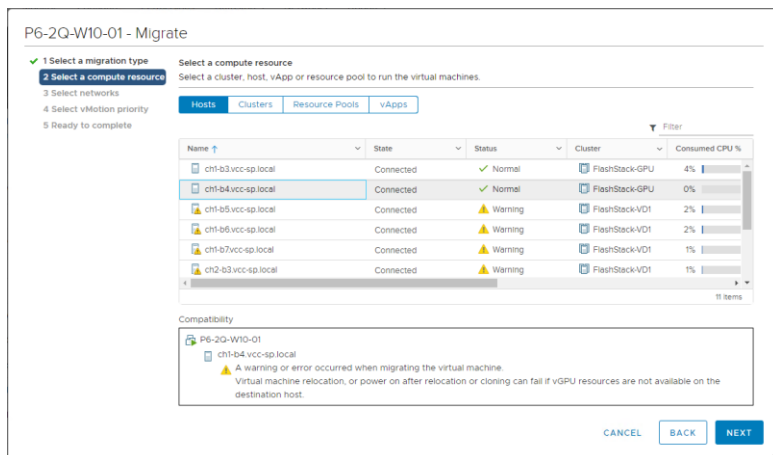 P6-2Q-W10-01 - Migrate
1 Select a migration type
2 Select a compute resource
3 Select networks
4 Select vMotion priority
5 Ready to complete
Select a compute resource
Select a cluster, host, vApp or resource pool to run the virtual machines.
Hosts Clusters Resource Pools vApps
Filter
Name State Status Cluster Consumed CPU %
ch1-b3.vcc-sp.local Connected Normal FlashStack-GPU 4%
ch1-b4.vcc-sp.local Connected Normal FlashStack-GPU 0%
ch1-b5.vcc-sp.local Connected Warning FlashStack-VD1 2%
ch1-b6.vcc-sp.local Connected Warning FlashStack-VD1 2%
ch1-b7.vcc-sp.local Connected Warning FlashStack-VD1 1%
ch2-b3.vcc-sp.local Connected Warning FlashStack-VD1 1%
11 items
Compatibility
P6-2Q-W10-01
ch1-b4.vcc-sp.local
A warning or error occurred when migrating the virtual machine.
Virtual machine relocation, or power on after relocation or cloning can fail if vGPU resources are not available on the
destination host.
CANCEL BACK NEXT